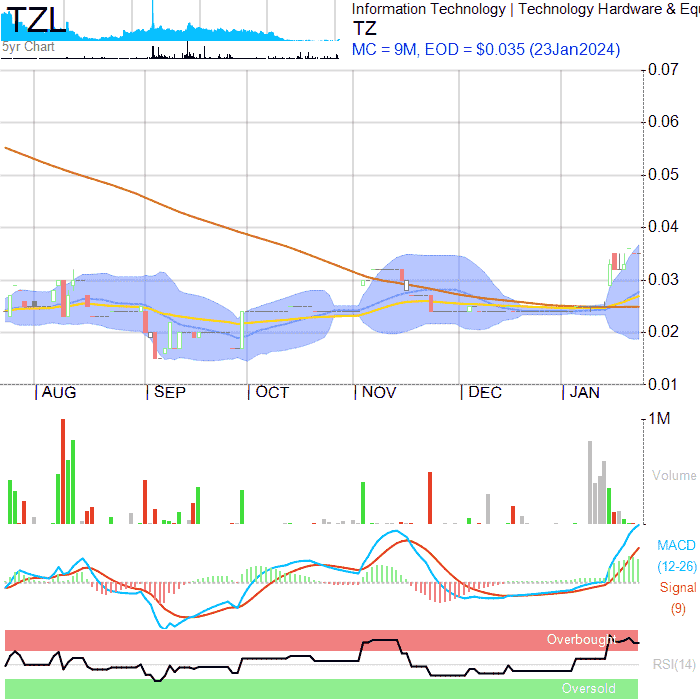 TZL
5yr Chart
Information Technology | Technology Hardware & Equ
TZ
MC = 9M, EOD = $0.035 (23Jan2024)
0.07
0.06
0.05
0.04
0.03
0.02
0.01
AUG SEP OCT NOV DEC JAN
1M
Volume
MACD
(12-26)
Signal
(9)
Overbought
RSI(14)
Oversold